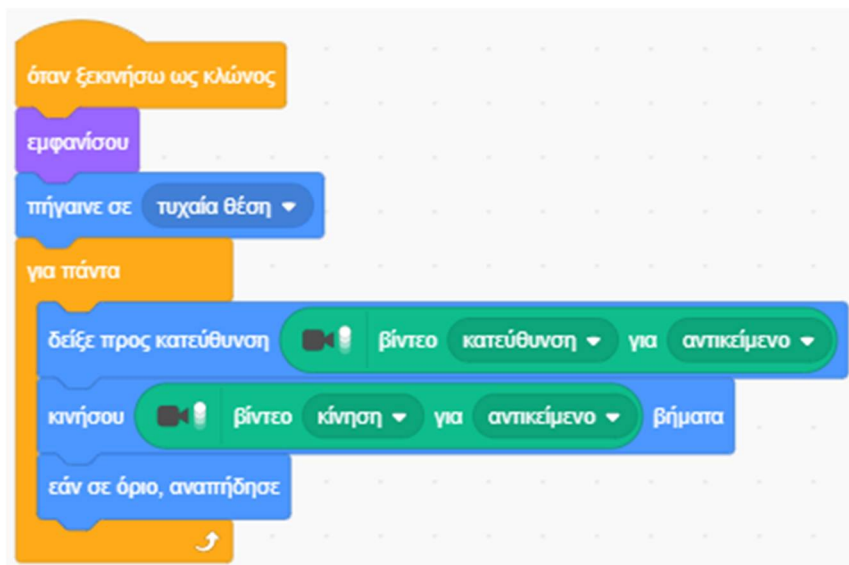 όταν ξεκινήσω ως κλώνος
εμφανίσου
πήγαινε σε τυχαία θέση
για πάντα
δείξε προς κατεύθυνση βίντεο κατεύθυνση για αντικείμενο
κινήσου βίντεο κίνηση για αντικείμενο βήματα
εάν σε όριο, αναπήδησε